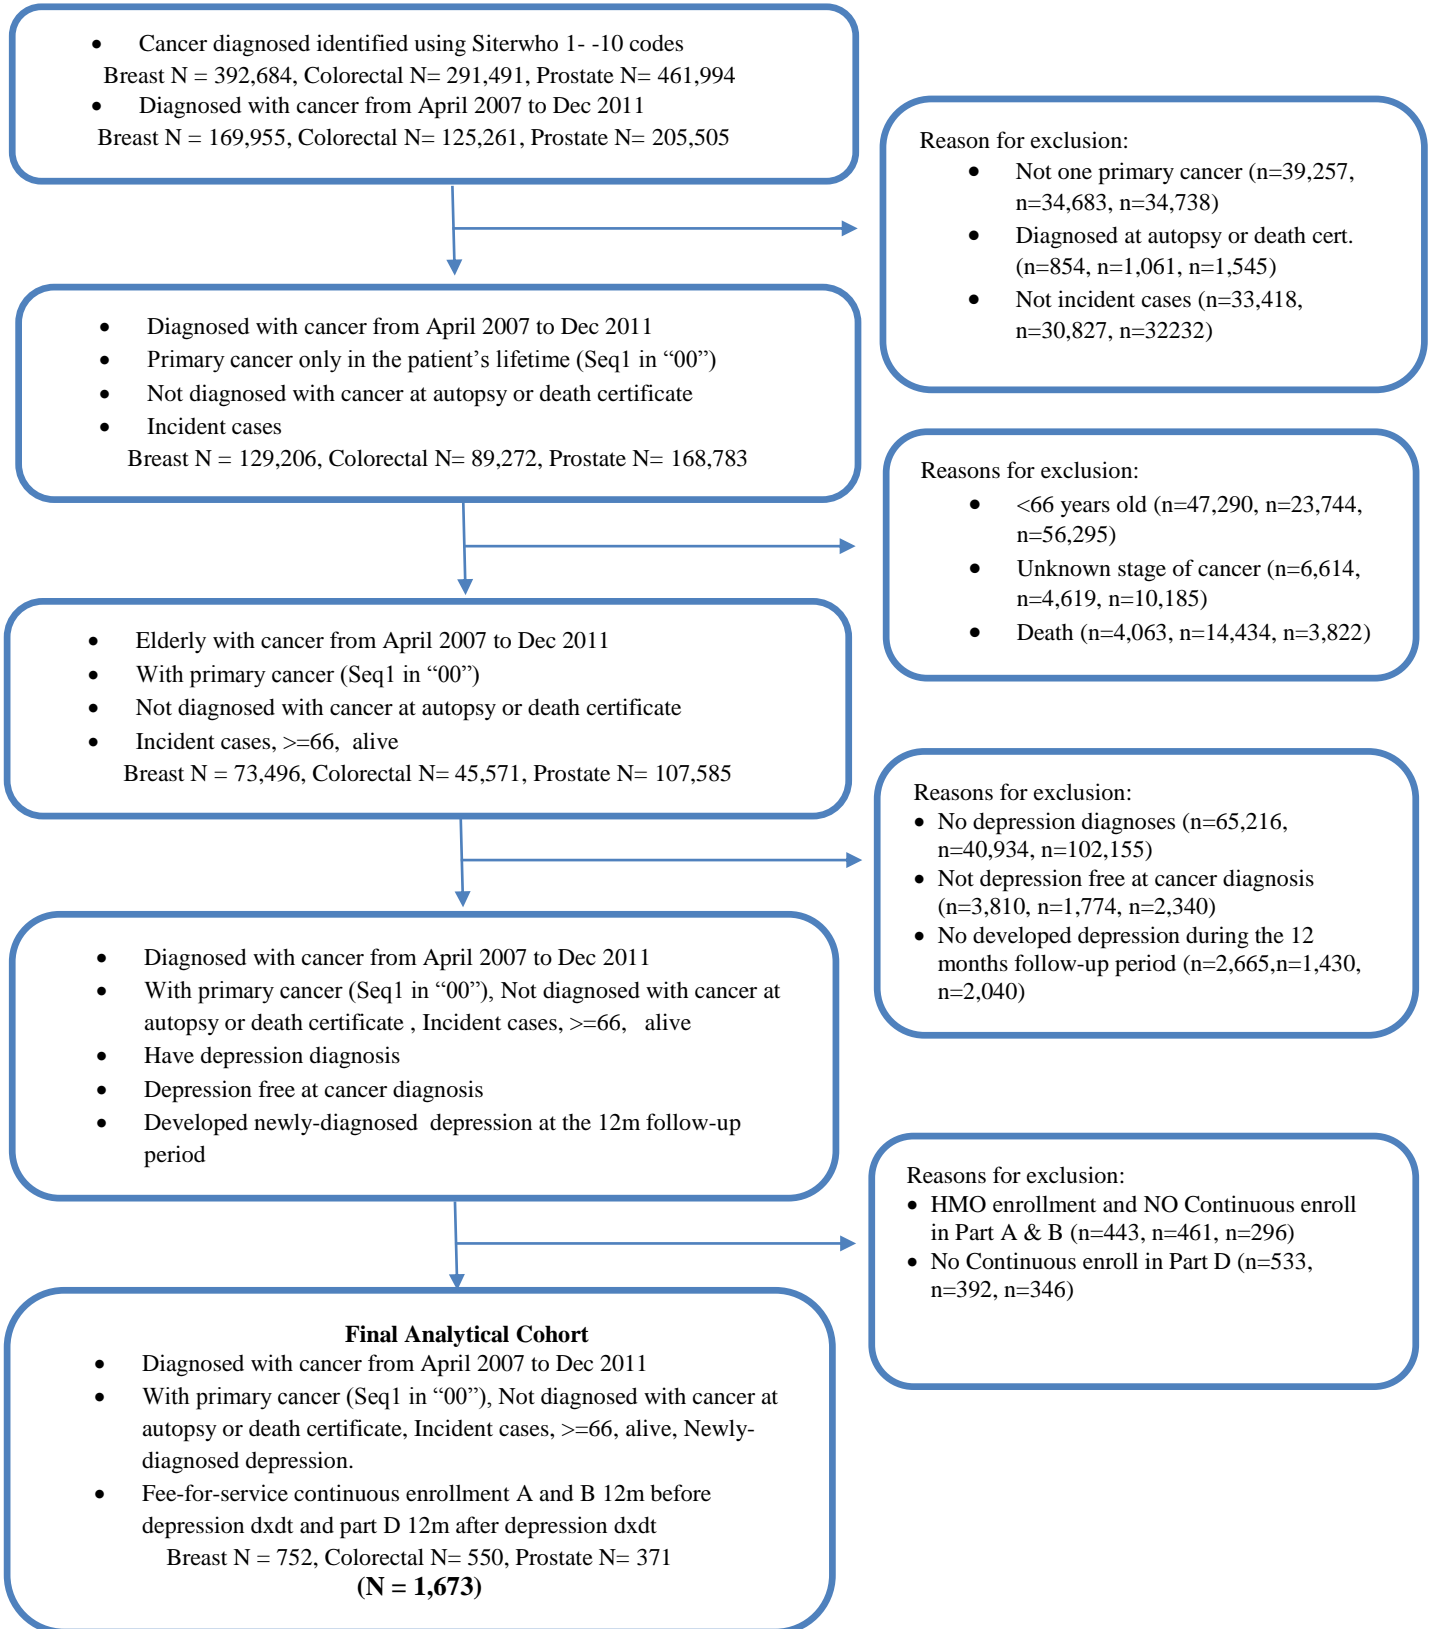 • Cancer diagnosed identified using Siterwho 1- -10 codes
Breast N = 392,684, Colorectal N= 291,491, Prostate N= 461,994
• Diagnosed with cancer from April 2007 to Dec 2011
Breast N = 169,955, Colorectal N= 125,261, Prostate N= 205,505
Reason for exclusion:
• Not one primary cancer (n=39,257,
n=34,683, n=34,738)
• Diagnosed at autopsy or death cert.
(n=854, n=1,061, n=1,545)
• Not incident cases (n=33,418,
n=30,827, n=32232)
• Diagnosed with cancer from April 2007 to Dec 2011
• Primary cancer only in the patient’s lifetime (Seq1 in “00”)
• Not diagnosed with cancer at autopsy or death certificate
• Incident cases
Breast N = 129,206, Colorectal N= 89,272, Prostate N= 168,783
Reasons for exclusion:
• <66 years old (n=47,290, n=23,744,
n=56,295)
• Unknown stage of cancer (n=6,614,
n=4,619, n=10,185)
• Death (n=4,063, n=14,434, n=3,822)
• Elderly with cancer from April 2007 to Dec 2011
• With primary cancer (Seq1 in “00”)
• Not diagnosed with cancer at autopsy or death certificate
• Incident cases, >=66, alive
Breast N = 73,496, Colorectal N= 45,571, Prostate N= 107,585
Reasons for exclusion:
• No depression diagnoses (n=65,216,
n=40,934, n=102,155)
• Not depression free at cancer diagnosis
(n=3,810, n=1,774, n=2,340)
• No developed depression during the 12
months follow-up period (n=2,665,n=1,430,
n=2,040)
• Diagnosed with cancer from April 2007 to Dec 2011
• With primary cancer (Seq1 in “00”), Not diagnosed with cancer at
autopsy or death certificate , Incident cases, >=66, alive
• Have depression diagnosis
• Depression free at cancer diagnosis
• Developed newly-diagnosed depression at the 12m follow-up
period
Reasons for exclusion:
• HMO enrollment and NO Continuous enroll
in Part A & B (n=443, n=461, n=296)
• No Continuous enroll in Part D (n=533,
n=392, n=346)
Final Analytical Cohort
• Diagnosed with cancer from April 2007 to Dec 2011
• With primary cancer (Seq1 in “00”), Not diagnosed with cancer at
autopsy or death certificate, Incident cases, >=66, alive, Newly-
diagnosed depression.
• Fee-for-service continuous enrollment A and B 12m before
depression dxdt and part D 12m after depression dxdt
Breast N = 752, Colorectal N= 550, Prostate N= 371
(N = 1,673)